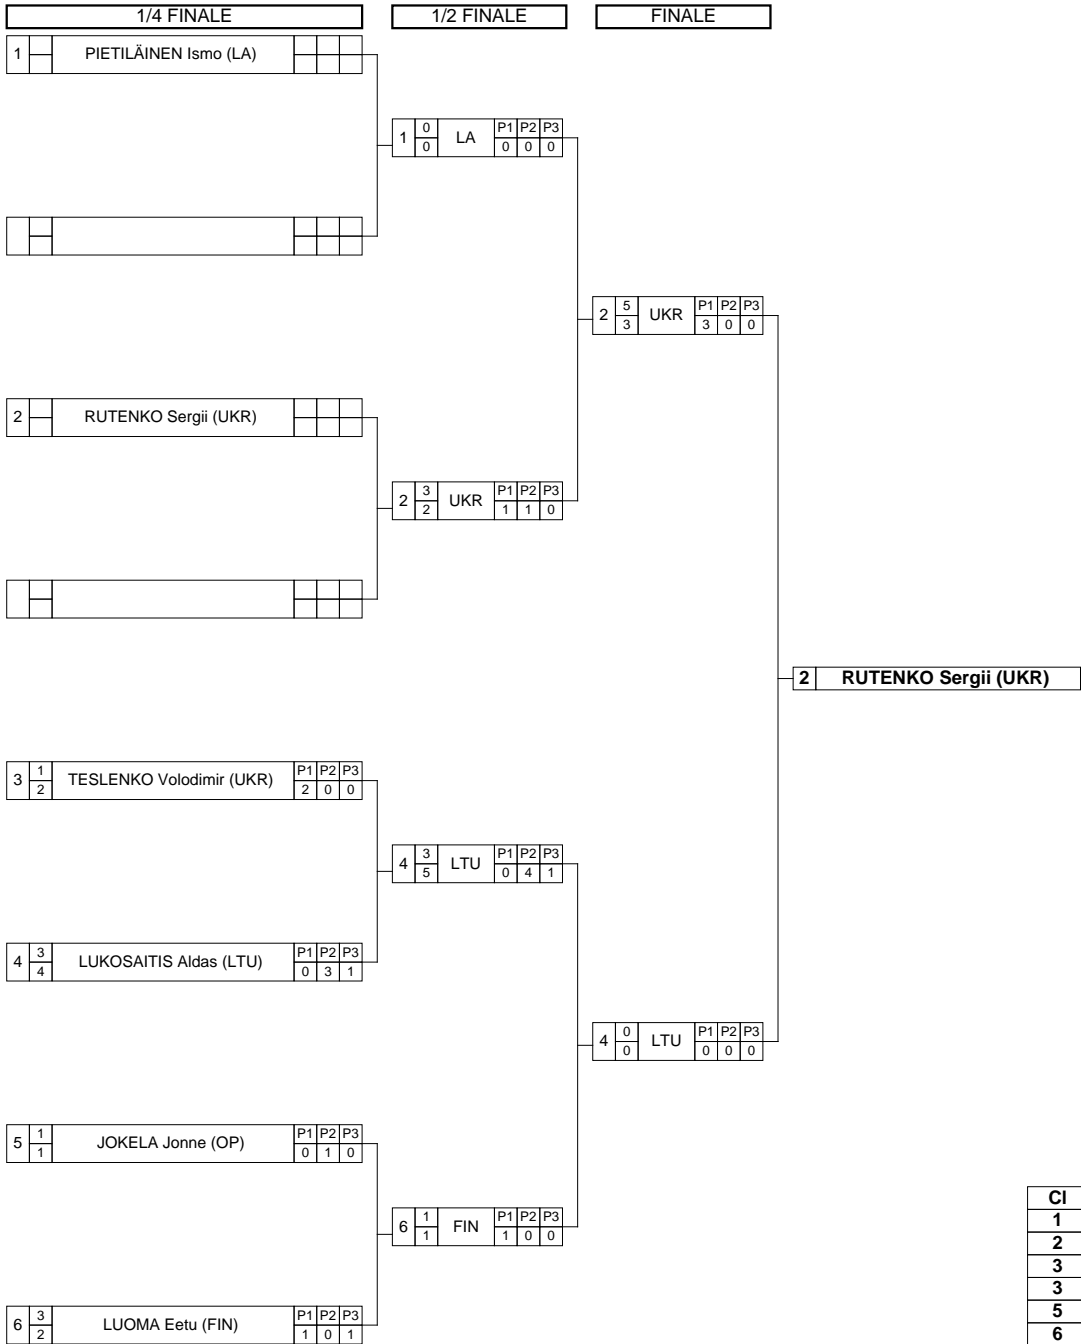 1/4 FINALE 1/2 FINALE FINALE
1 PIETILÄINEN Ismo (LA)
1 0 LA P1 P2 P3
0 0 0 0
2 5 UKR P1 P2 P3
3 3 0 0
2 RUTENKO Sergii (UKR)
2 3 UKR P1 P2 P3
2 1 1 0
2 RUTENKO Sergii (UKR)
3 1 TESLENKO Volodimir (UKR) P1 P2 P3
2 2 0 0
4 3 LTU P1 P2 P3
5 0 4 1
4 3 LUKOSAITIS Aldas (LTU) P1 P2 P3
4 0 3 1
4 0 LTU P1 P2 P3
0 0 0 0
5 1 JOKELA Jonne (OP) P1 P2 P3
1 0 1 0
6 1 FIN P1 P2 P3
1 1 0 0
6 3 LUOMA Eetu (FIN) P1 P2 P3
2 1 0 1
Cl
1
2
3
3
5
6